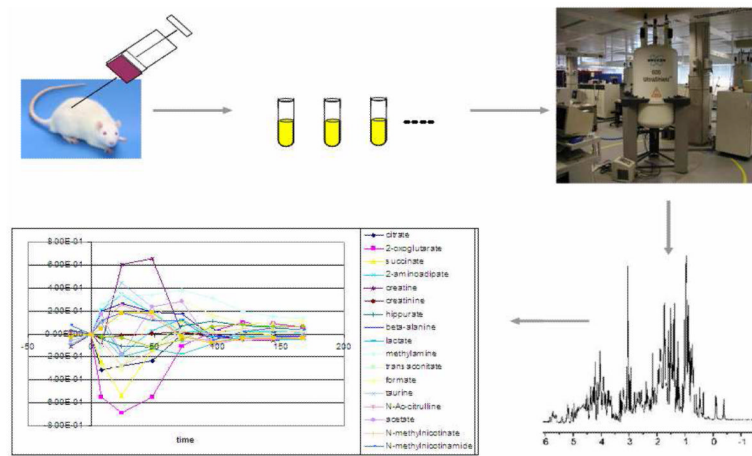 8.00E-01
6.00E-01
4.00E-01
2.00E-01
0.00E+00
-2.00E-01
-4.00E-01
-6.00E-01
-8.00E-01
-50
0
50
100
150
200
time
citrate
2-oxoglutarate
succinate
2-aminoadipate
creatine
creatinine
hippurate
beta-alanine
lactate
methylamine
trans aconitate
formate
taurine
N-Ac-citrulline
acetate
N-methylnicotinate
N-methylnicotinamide
6 5 4 3 2 1 0 -1